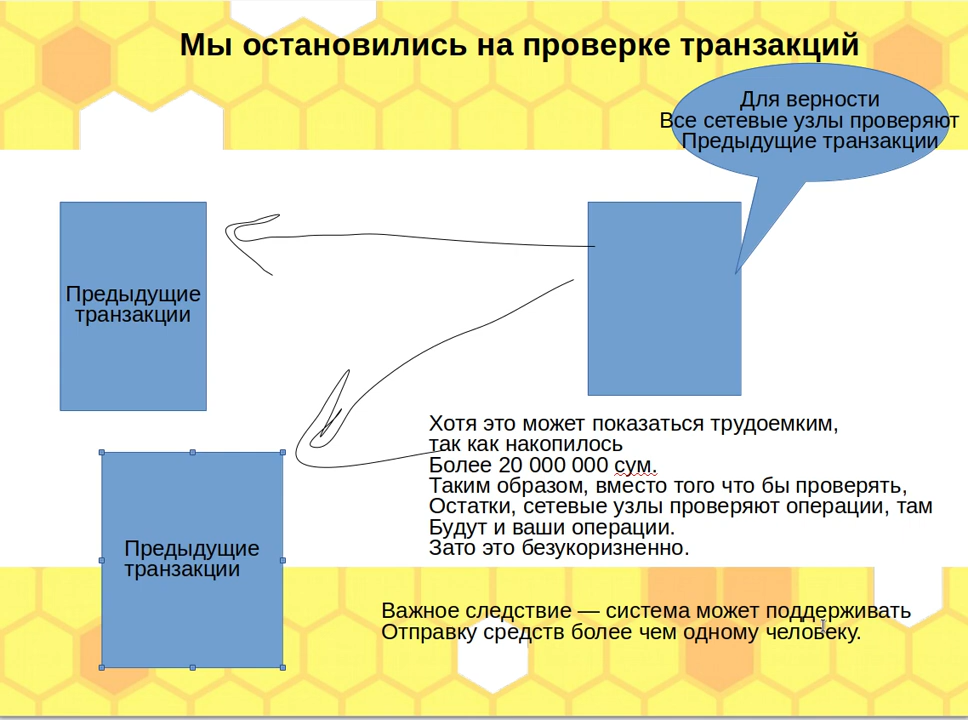 Мы остановились на проверке транзакций
Для верности
Все сетевые узлы проверяют
Предыдущие транзакции
Предыдущие
транзакции
Хотя это может показаться трудоемким,
так как накопилось
Более 20 000 000 сум.
Таким образом, вместо того что бы проверять,
Остатки, сетевые узлы проверяют операции, там
Будут и ваши операции.
Зато это безукоризненно.
Предыдущие
транзакции
Важное следствие — система может поддерживать
Отправку средств более чем одному человеку.